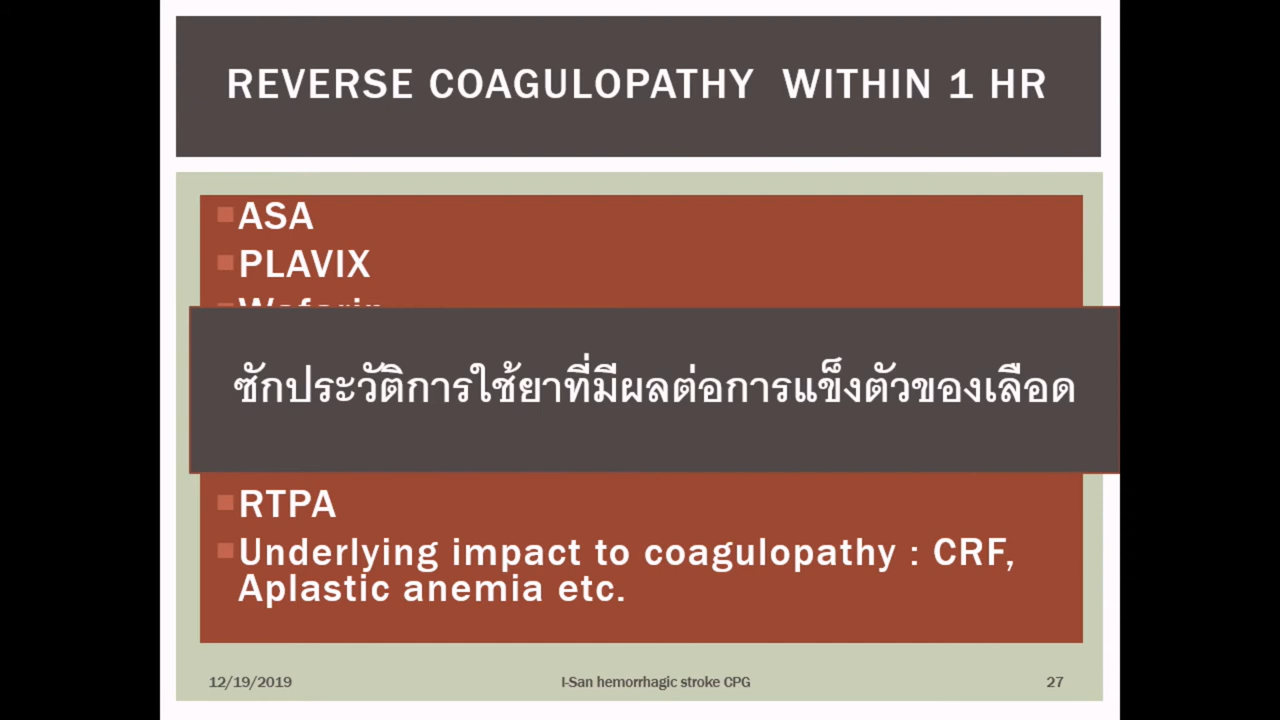 REVERSE COAGULOPATHY WITHIN 1 HR
ASA
PLAVIX
ซักประวัติการใช้ยาที่มีผลต่อการแข็งตัวของเลือด
RTPA
Underlying impact to coagulopathy : CRF,
Aplastic anemia etc.
12/19/2019
I-San hemorrhagic stroke CPG
27